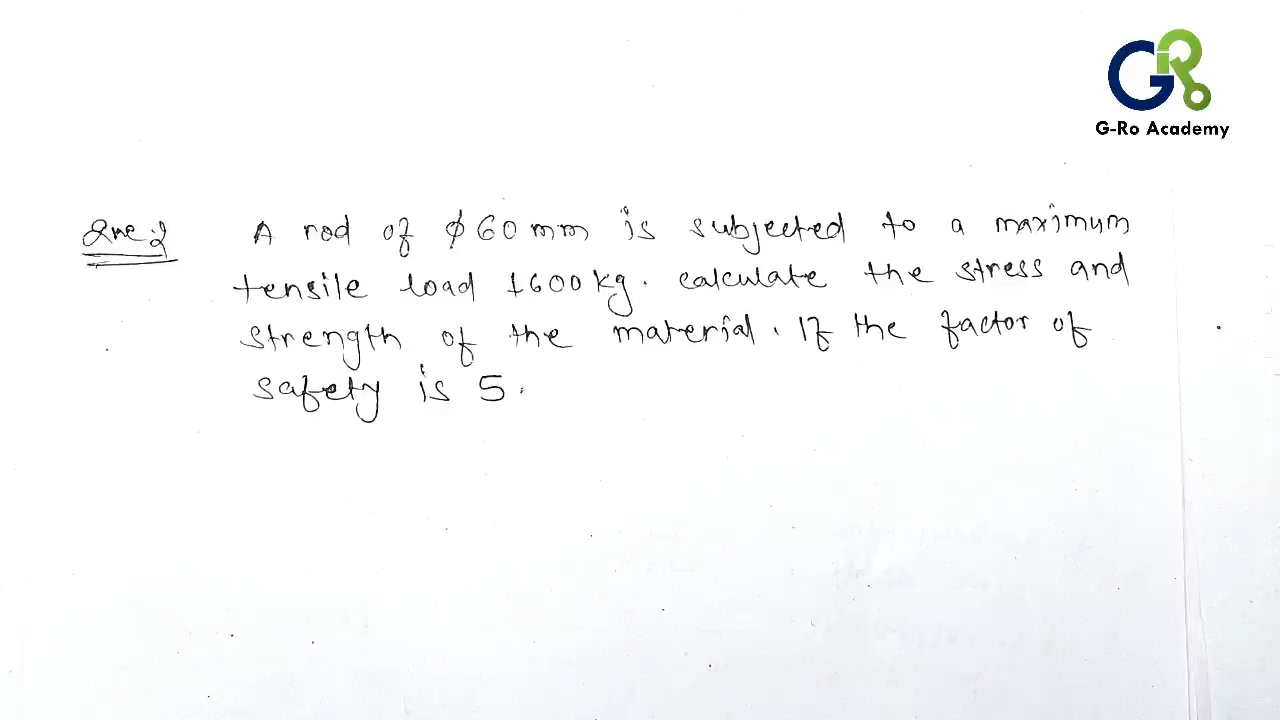 G-Ro Academy
Que:2 A rod of ϕ 60 mm is subjected to a maximum
tensile load 1600 kg. calculate the stress and
strength of the material. If the factor of
safety is 5.